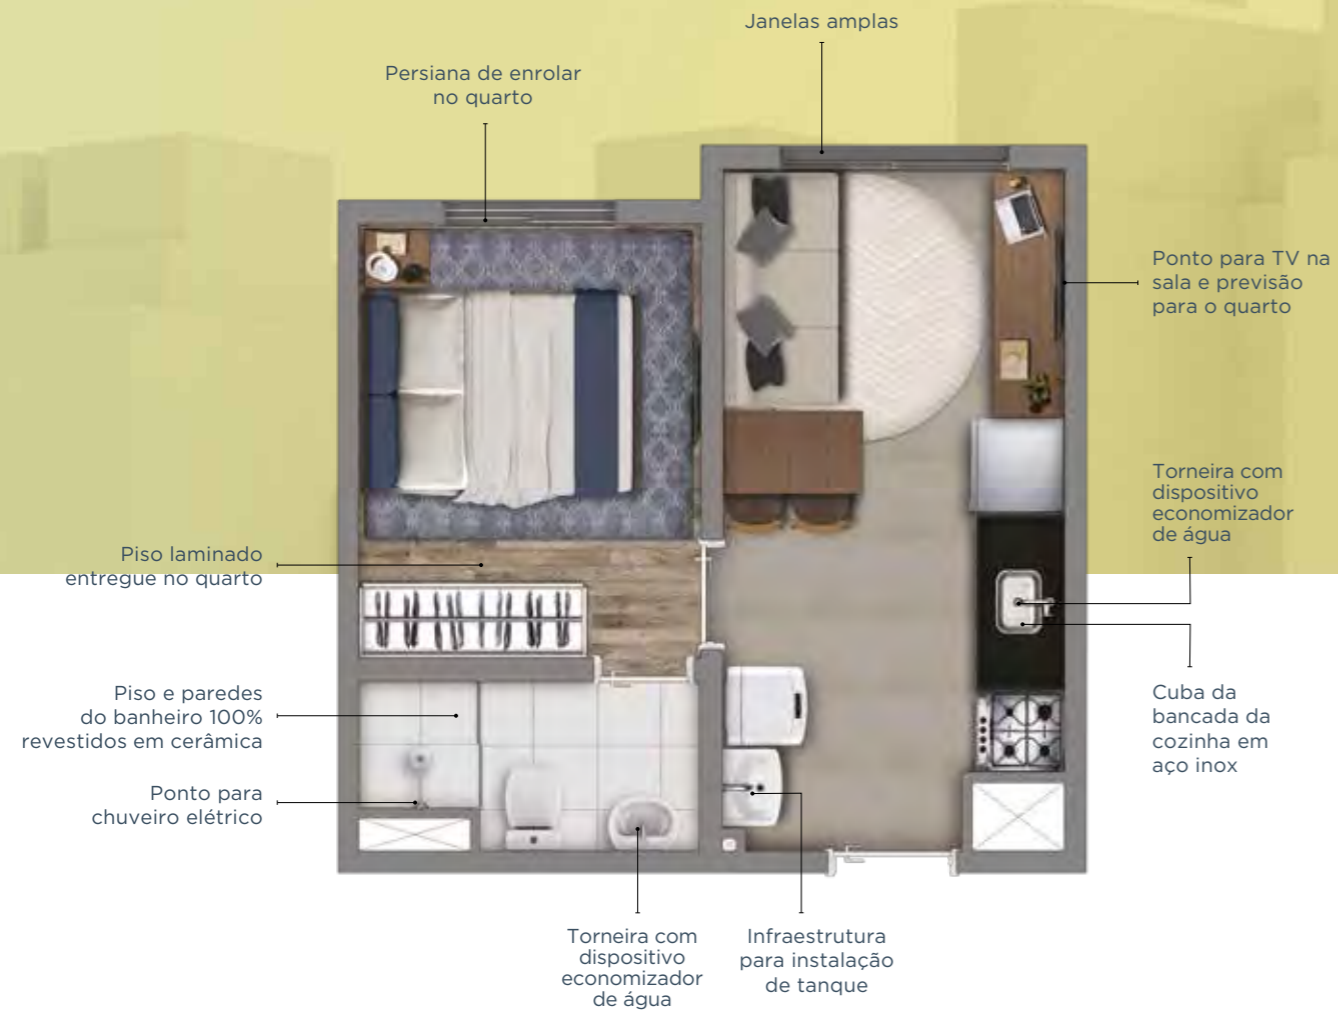 Janelas amplas
Persiana de enrolar
no quarto
Ponto para TV na
sala e previsão
para o quarto
Torneira com
dispositivo
economizador
de água
Piso laminado
entregue no quarto
Piso e paredes
do banheiro 100%
revestidos em cerâmica
Cuba da
bancada da
cozinha em
aço inox
Ponto para
chuveiro elétrico
Torneira com
dispositivo
economizador
de água
Infraestrutura
para instalação
de tanque